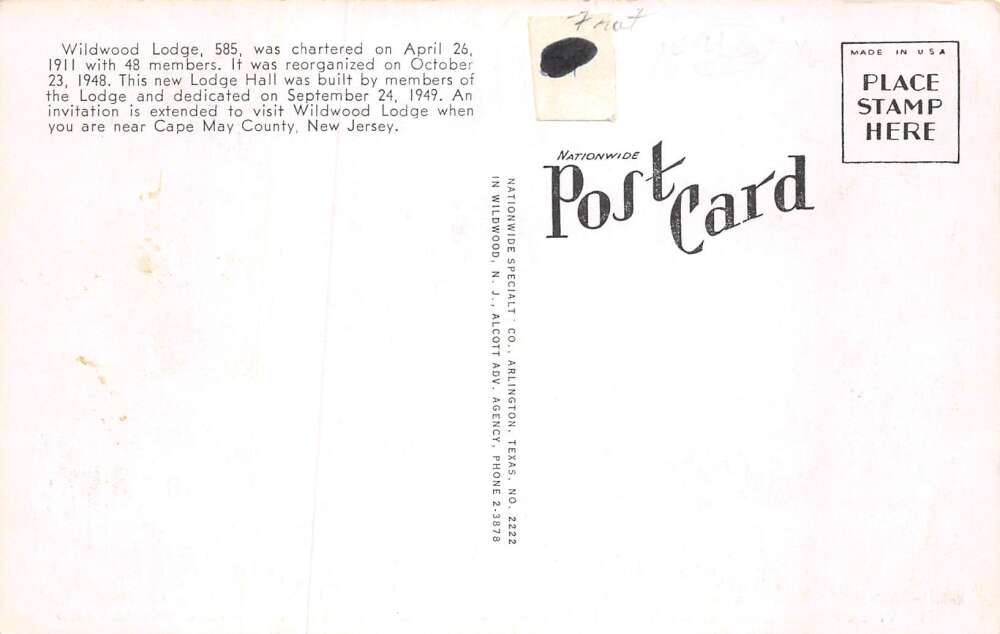 Wildwood Lodge, 585, was chartered on April 26,
1911 with 48 members. It was reorganized on October
23, 1948. This new Lodge Hall was built by members of
the Lodge and dedicated on September 24, 1949. An
invitation is extended to visit Wildwood Lodge when
you are near Cape May County, New Jersey.
NATIONWIDE SPECIALT CO., ARLINGTON, TEXAS, NO. 2222
IN WILDWOOD, N. J., ALCOTT ADV. AGENCY, PHONE 2-3878
NATIONWIDE
Post Card
MADE IN USA
PLACE
STAMP
HERE